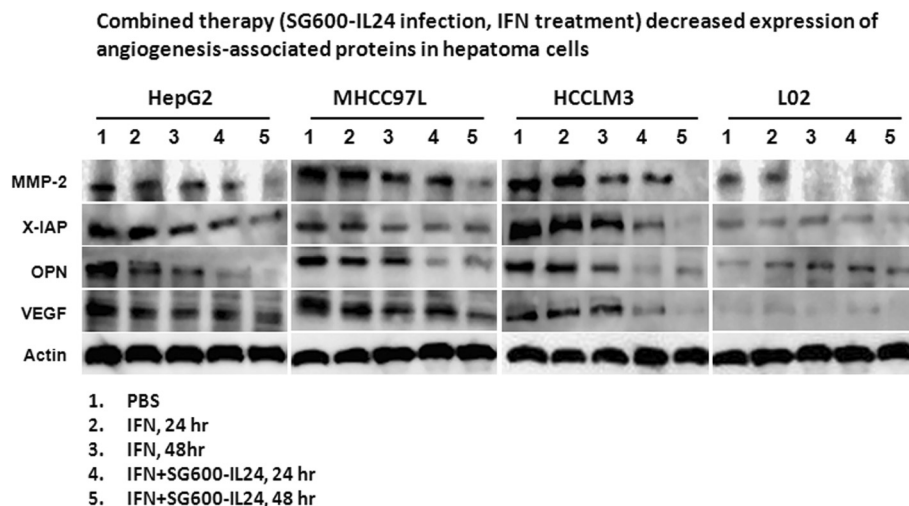 Combined therapy (SG600-IL24 infection, IFN treatment) decreased expression of
angiogenesis-associated proteins in hepatoma cells
HepG2 MHCC97L HCCLM3 L02
1 2 3 4 5 1 2 3 4 5 1 2 3 4 5 1 2 3 4 5
MMP-2
X-IAP
OPN
VEGF
Actin
1. PBS
2. IFN, 24 hr
3. IFN, 48hr
4. IFN+SG600-IL24, 24 hr
5. IFN+SG600-IL24, 48 hr